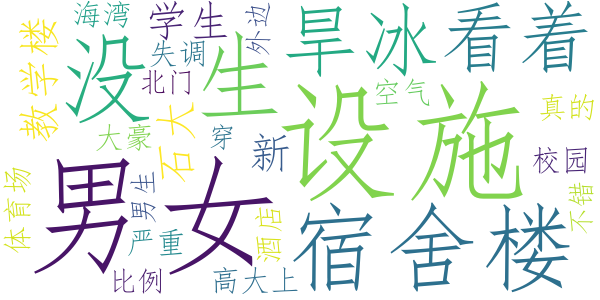 海湾
学生
外边
旱冰
看着
教学楼
没
失调
生
北门
空气
真的
大豪
石大
穿
新
设施
校园
男女
体育场
男生
严重
酒店
宿舍楼
不错
比例
高大上